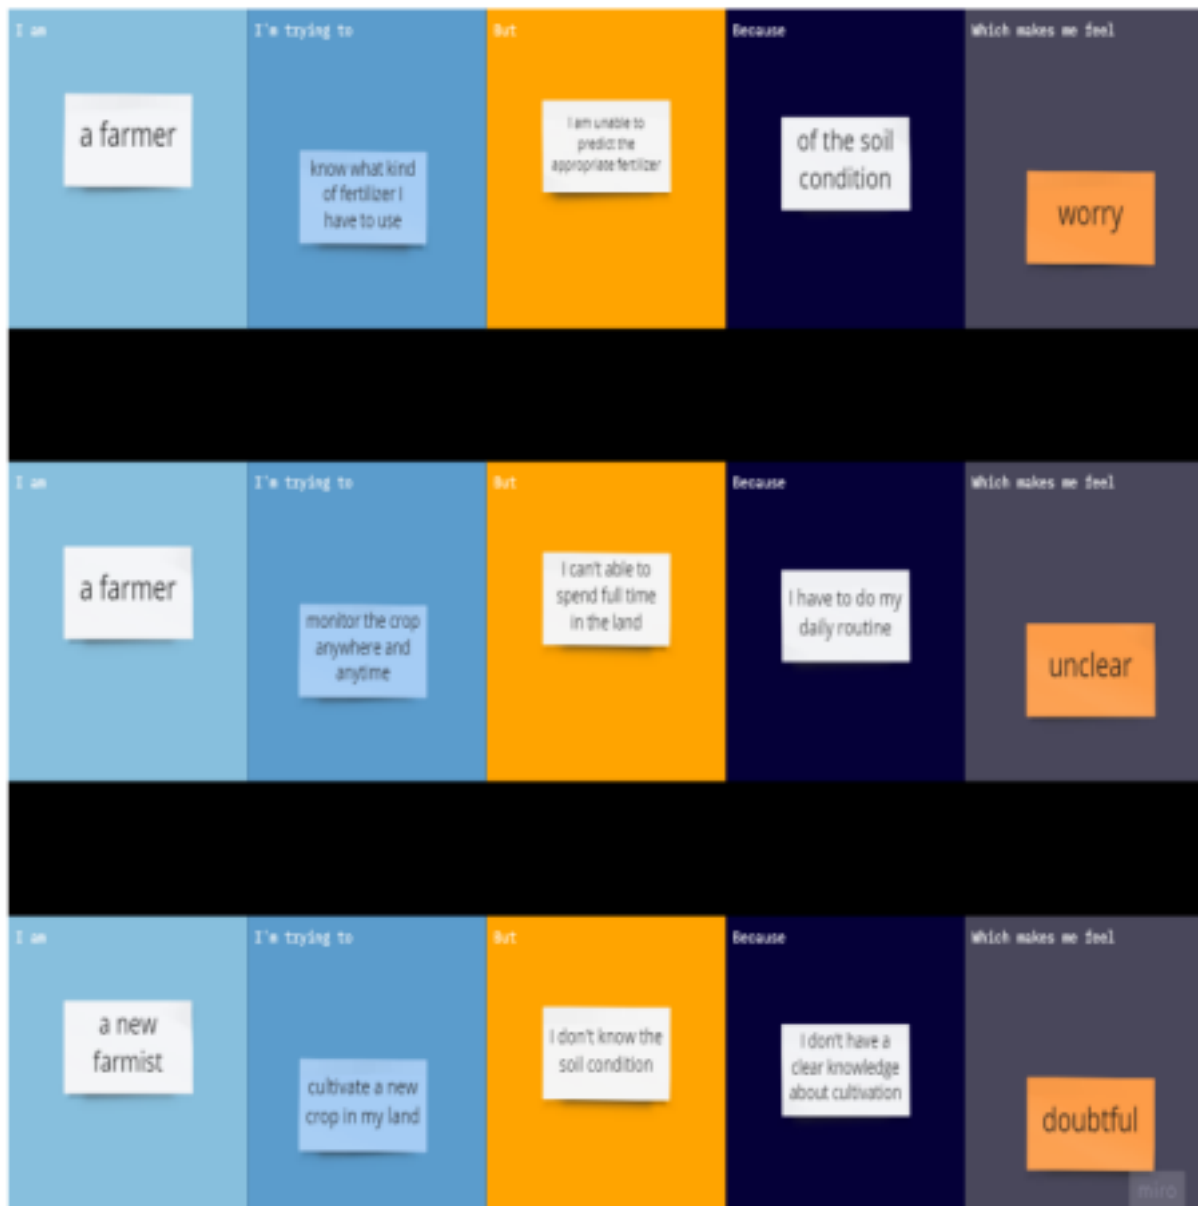 I am
I'm trying to
But
Because
Which makes me feel
a farmer
know what kind
of fertilizer I
have to use
I am unable to
predict the
appropriate fertilizer
of the soil
condition
worry
I am
I'm trying to
But
Because
Which makes me feel
a farmer
monitor the crop
anywhere and
anytime
I can't able to
spend full time
in the land
I have to do my
daily routine
unclear
I am
I'm trying to
But
Because
Which makes me feel
a new
farmist
cultivate a new
crop in my land
I don't know the
soil condition
I don't have a
clear knowledge
about cultivation
doubtful
miro